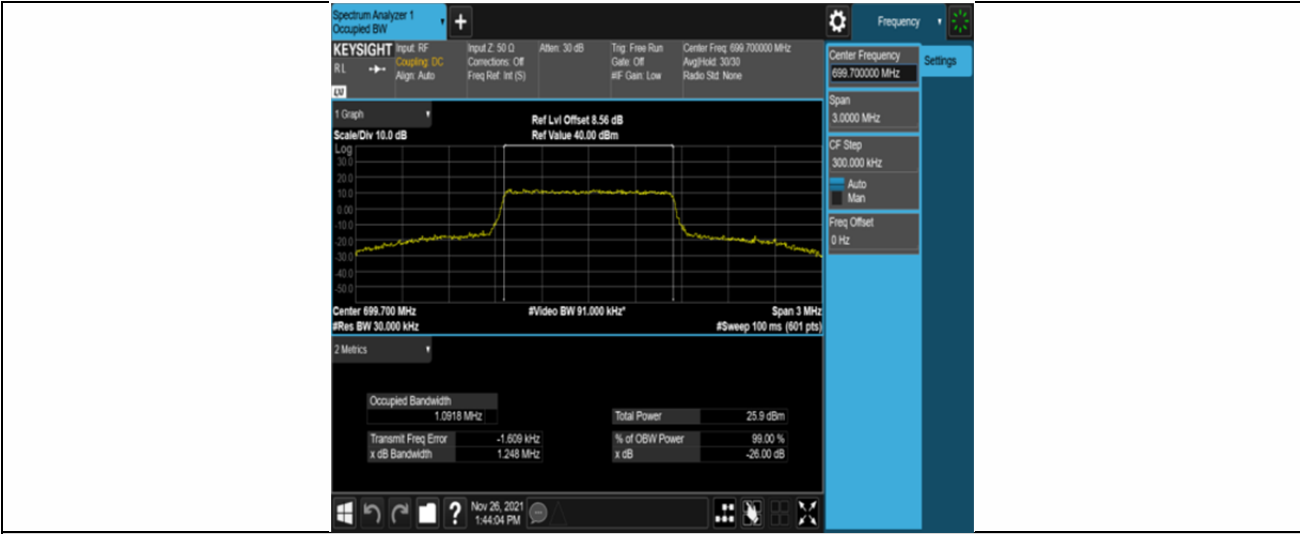 Spectrum Analyzer 1
Occupied BW
+
Frequency
KEYSIGHT
R L
Input: RF
Coupling: DC
Align: Auto
Input Z: 50 Ω
Corrections: Off
Freq Ref: Int (S)
Atten: 30 dB
Trig: Free Run
Gate: Off
#IF Gain: Low
Center Freq: 699.700000 MHz
Avg|Hold: 30/30
Radio Std: None
Center Frequency
699.700000 MHz
Settings
Span
3.0000 MHz
CF Step
300.000 kHz
Auto
Man
Freq Offset
0 Hz
1 Graph
Scale/Div 10.0 dB
Ref Lvl Offset 8.56 dB
Ref Value 40.00 dBm
Log
30.0
20.0
10.0
0.00
-10.0
-20.0
-30.0
-40.0
-50.0
Center 699.700 MHz
#Video BW 91.000 kHz*
Span 3 MHz
#Res BW 30.000 kHz
#Sweep 100 ms (601 pts)
2 Metrics
Occupied Bandwidth
1.0918 MHz
Total Power 25.9 dBm
Transmit Freq Error -1.609 kHz
% of OBW Power 99.00 %
x dB Bandwidth 1.248 MHz
x dB -26.00 dB
?
Nov 26, 2021
1:44:04 PM